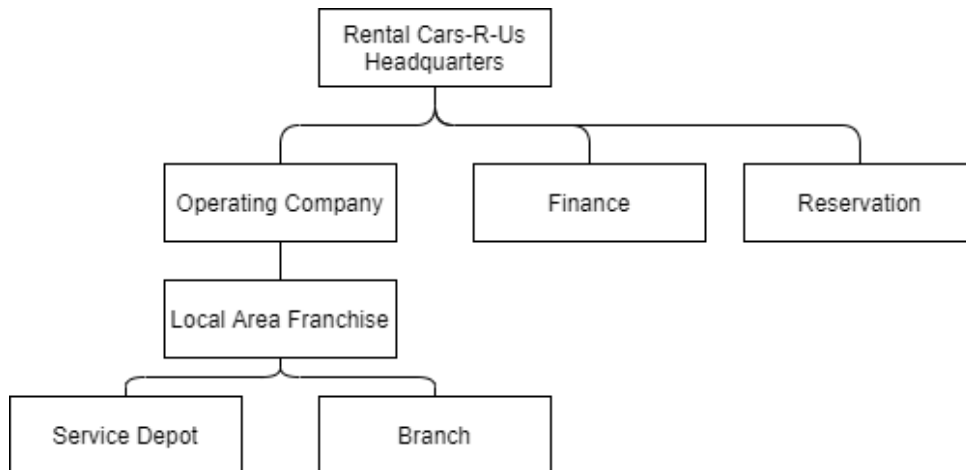 Rental Cars-R-Us
Headquarters
Operating Company
Finance
Reservation
Local Area Franchise
Service Depot
Branch